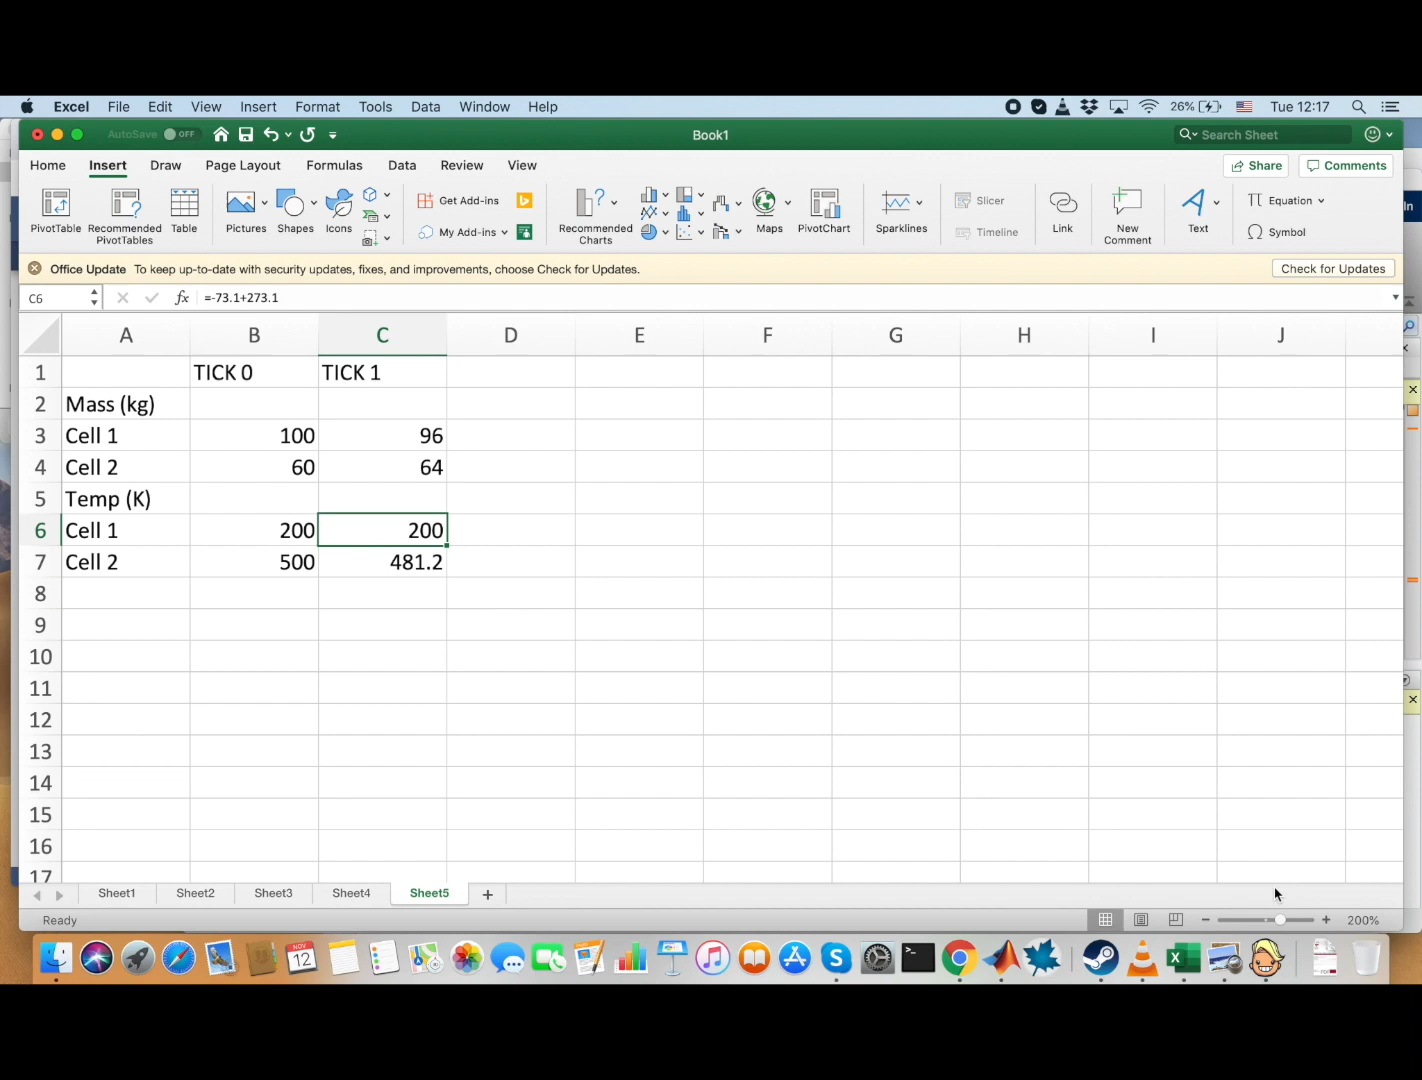 Excel File Edit View Insert Format Tools Data Window Help 26% Tue 12:17
AutoSave OFF Book1 Search Sheet
Home Insert Draw Page Layout Formulas Data Review View Share Comments
PivotTable Recommended PivotTables Table Pictures Shapes Icons Get Add-ins My Add-ins Recommended Charts Maps PivotChart Sparklines Slicer Timeline Link New Comment Text Equation Symbol
Office Update To keep up-to-date with security updates, fixes, and improvements, choose Check for Updates. Check for Updates
C6 fx =-73.1+273.1
A B C D E F G H I J
1 TICK 0 TICK 1
2 Mass (kg)
3 Cell 1 100 96
4 Cell 2 60 64
5 Temp (K)
6 Cell 1 200 200
7 Cell 2 500 481.2
8
9
10
11
12
13
14
15
16
17
Sheet1 Sheet2 Sheet3 Sheet4 Sheet5 +
Ready 200%
NOV
12